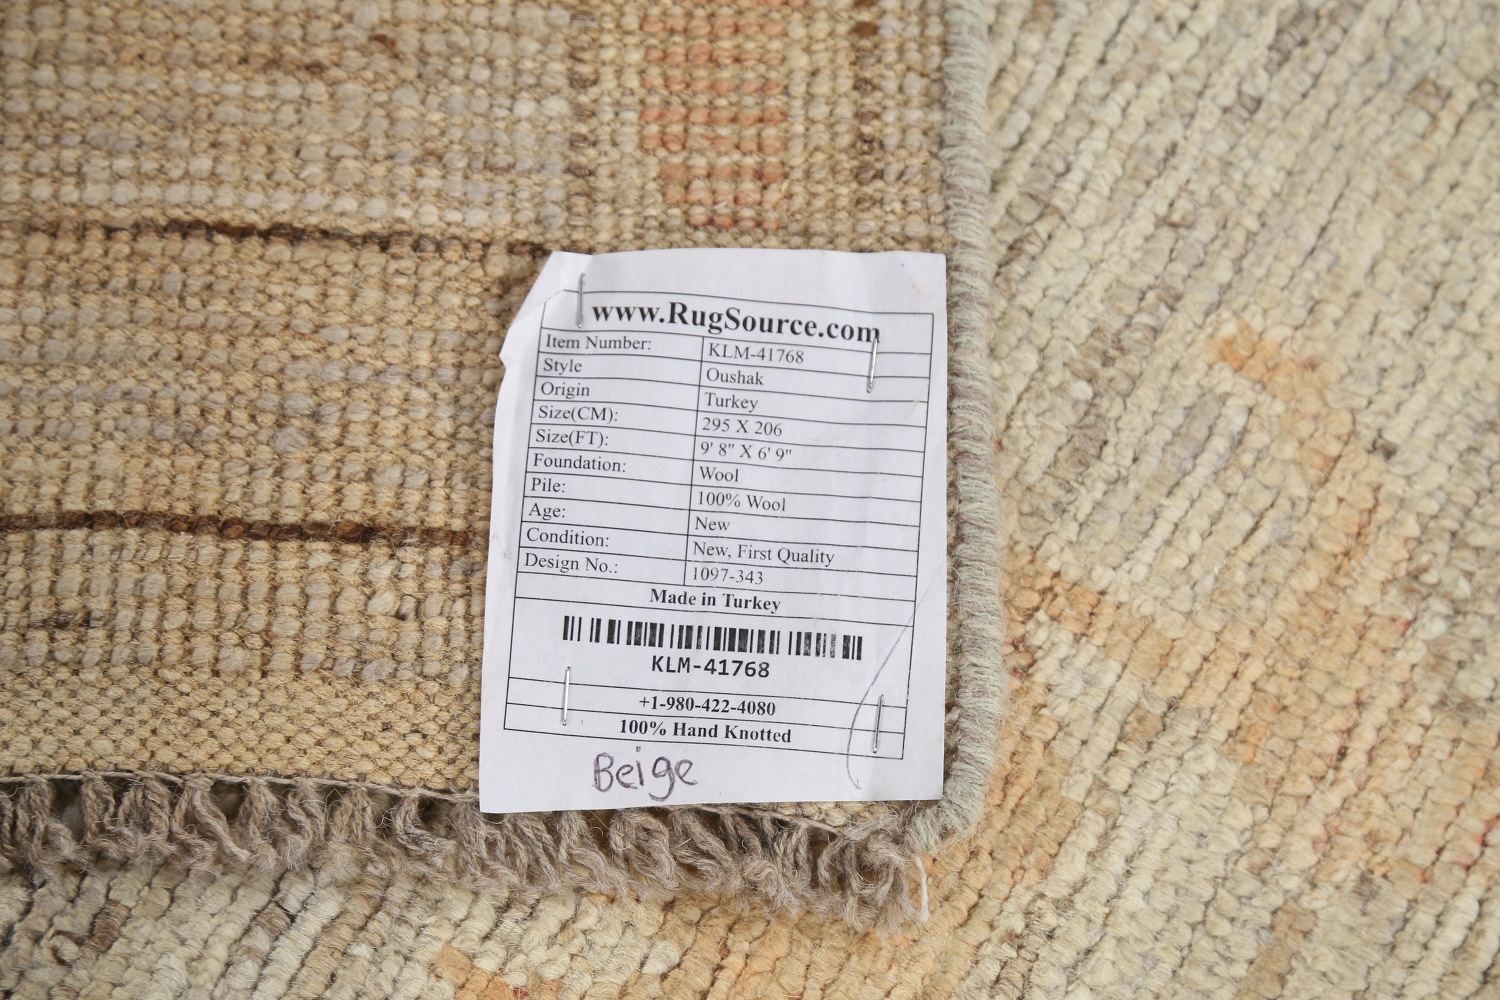 www.RugSource.com
Item Number: KLM-41768
Style Oushak
Origin Turkey
Size(CM): 295 X 206
Size(FT): 9' 8" X 6' 9"
Foundation: Wool
Pile: 100% Wool
Age: New
Condition: New, First Quality
Design No.: 1097-343
Made in Turkey
KLM-41768
+1-980-422-4080
100% Hand Knotted
Beige